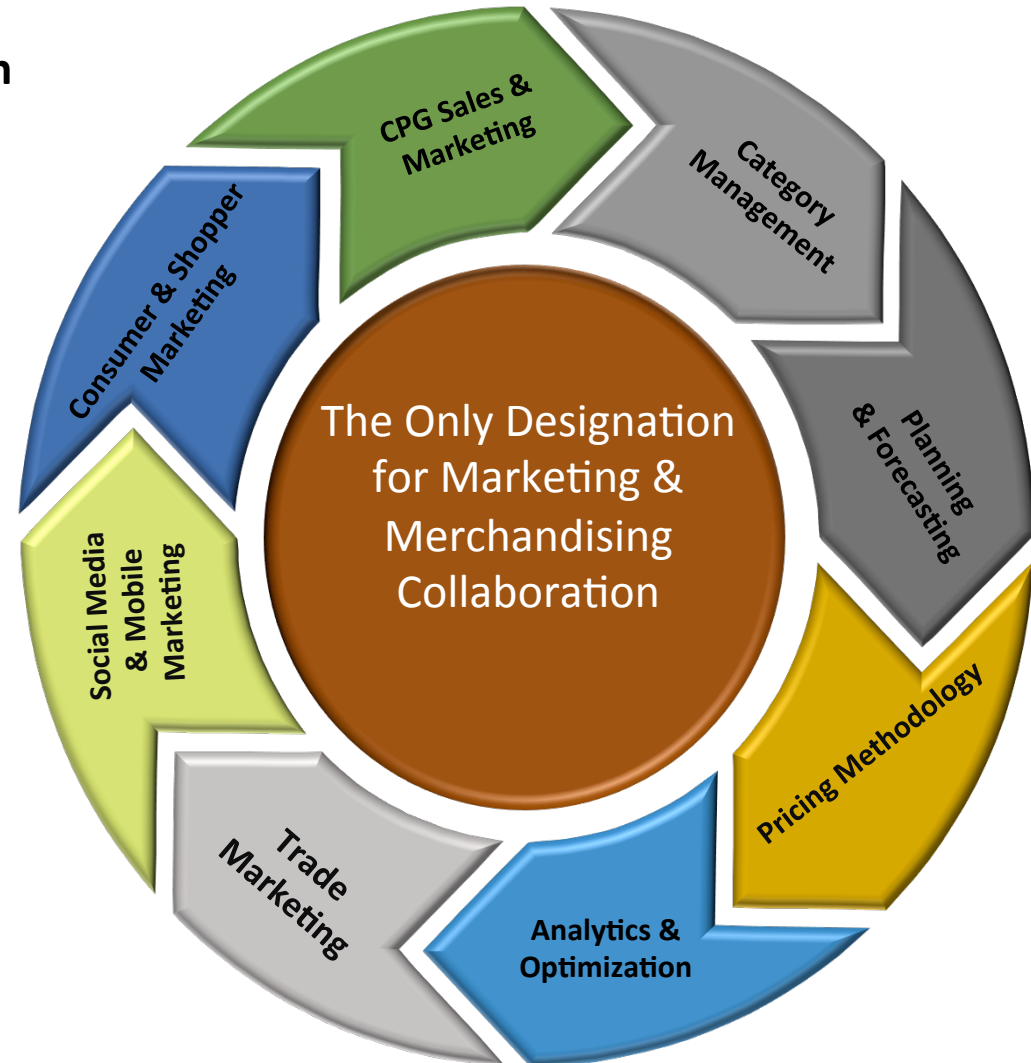 n
CPG Sales &
Marketing
Category
Management
Planning
& Forecasting
Pricing Methodology
Analytics &
Optimization
Trade
Marketing
Social Media
& Mobile
Marketing
Consumer & Shopper
Marketing
The Only Designation
for Marketing &
Merchandising
Collaboration